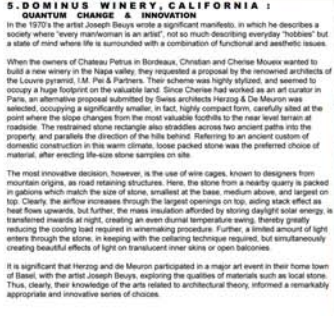 5. DOMINUS WINERY, CALIFORNIA :
QUANTUM CHANGE & INNOVATION
In the 1970's the artist Joseph Beuys wrote a significant manifesto, in which he describes a
society where "every man/woman is an artist", not so much describing everyday "hobbies" but
a state of mind where life is surrounded with a combination of functional and aesthetic issues.
When the owners of Chateau Petrus in Bordeaux, Christian and Cherise Moueix wanted to
build a new winery in the Napa valley, they requested a proposal by the renowned architects of
the Louvre pyramid, I.M. Pei & Partners. Their scheme was highly stylized, and seemed to
occupy a huge footprint on the valuable land. Since Cherise had worked as an art curator in
Paris, an alternative proposal submitted by Swiss architects Herzog & De Meuron was
selected, occupying a significantly smaller, in fact, highly compact form, carefully sited at the
point where the slope changes from the most valuable foothills to the near level terrain at
roadside. The restrained stone rectangle also straddles across two ancient paths into the
property, and parallels the direction of the hills behind. Referring to an ancient custom of
domestic construction in this warm climate, loose packed stone was the preferred choice of
material, after erecting life-size stone samples on site.
The most innovative decision, however, is the use of wire cages, known to designers from
mountain origins, as road retaining structures. Here, the stone from a nearby quarry is packed
in gabions which match the size of stone, smallest at the base, medium above, and largest on
top. Clearly, the airflow increases through the largest openings on top, aiding stack effect as
heat flows upwards, but further, the mass insulation afforded by storing daylight solar energy, is
transferred inwards at night, creating an even diurnal temperature swing, thereby greatly
reducing the cooling load required in winemaking procedure. Further, a limited amount of light
enters through the stone, in keeping with the cellaring technique required, but simultaneously
creating beautiful effects of light on translucent inner skins or open balconies.
It is significant that Herzog and de Meuron participated in a major art event in their home town
of Basel, with the artist Joseph Beuys, exploring the qualities of materials such as local stone.
Thus, clearly, their knowledge of the arts related to architectural theory, informed a remarkably
appropriate and innovative series of choices.